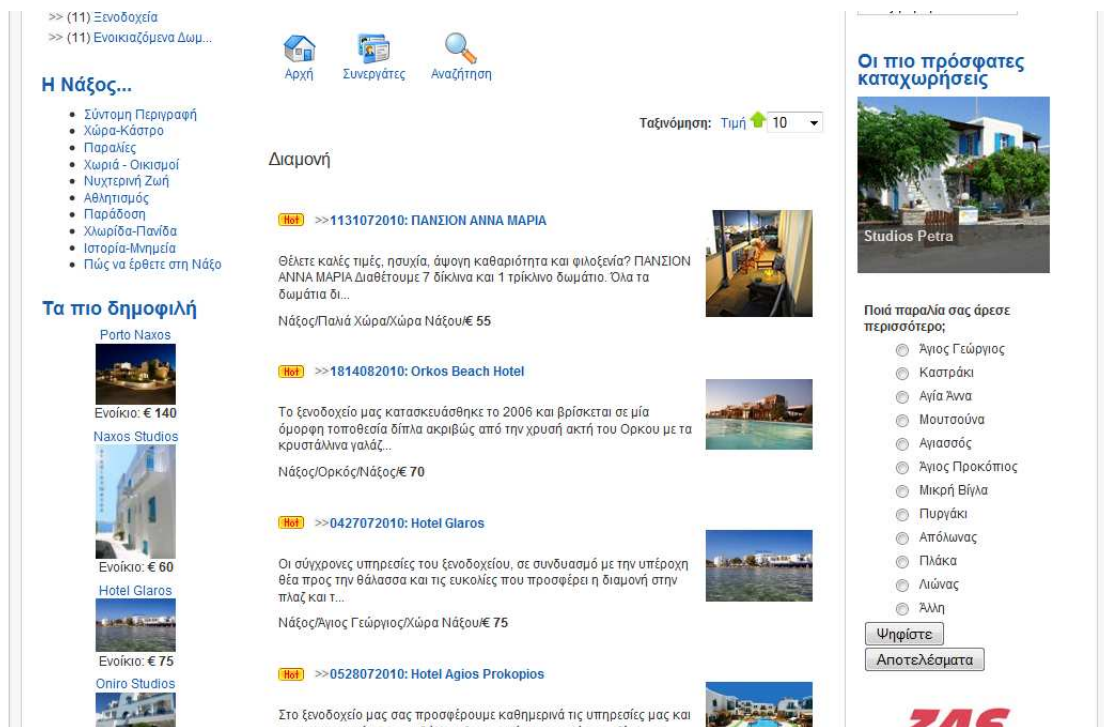 >> (11) Ξενοδοχεία
>> (11) Ενοικιαζόμενα Δωμ...
Η Νάξος...
Σύντομη Περιγραφή
Χώρα-Κάστρο
Παραλίες
Χωριά - Οικισμοί
Νυχτερινή Ζωή
Αθλητισμός
Παράδοση
Χλωρίδα-Πανίδα
Ιστορία-Μνημεία
Πώς να έρθετε στη Νάξο
Τα πιο δημοφιλή
Porto Naxos
Ενοίκιο: € 140
Naxos Studios
Ενοίκιο: € 60
Hotel Glaros
Ενοίκιο: € 75
Oniro Studios
Αρχή Συνεργάτες Αναζήτηση
Ταξινόμηση: Τιμή 10
Διαμονή
Hot >>1131072010: ΠΑΝΣΙΟΝ ΑΝΝΑ ΜΑΡΙΑ
Θέλετε καλές τιμές, ησυχία, άψογη καθαριότητα και φιλοξενία? ΠΑΝΣΙΟΝ
ΑΝΝΑ ΜΑΡΙΑ Διαθέτουμε 7 δίκλινα και 1 τρίκλινο δωμάτιο. Όλα τα
δωμάτια δι...
Νάξος/Παλιά Χώρα/Χώρα Νάξου/€ 55
Hot >>1814082010: Orkos Beach Hotel
Το ξενοδοχείο μας κατασκευάσθηκε το 2006 και βρίσκεται σε μία
όμορφη τοποθεσία δίπλα ακριβώς από την χρυσή ακτή του Ορκου με τα
κρυστάλλινα γαλάζ...
Νάξος/Ορκός/Νάξος/€ 70
Hot >>0427072010: Hotel Glaros
Οι σύγχρονες υπηρεσίες του ξενοδοχείου, σε συνδυασμό με την υπέροχη
θέα προς την θάλασσα και τις ευκολίες που προσφέρει η διαμονή στην
πλαζ και τ...
Νάξος/Άγιος Γεώργιος/Χώρα Νάξου/€ 75
Hot >>0528072010: Hotel Agios Prokopios
Στο ξενοδοχείο μας σας προσφέρουμε καθημερινά τις υπηρεσίες μας και
Οι πιο πρόσφατες
καταχωρήσεις
Studios Petra
Ποιά παραλία σας άρεσε
περισσότερο;
Άγιος Γεώργιος
Καστράκι
Αγία Άννα
Μουτσούνα
Αγιασσός
Άγιος Προκόπιος
Μικρή Βίγλα
Πυργάκι
Απόλωνας
Πλάκα
Λιώνας
Άλλη
Ψηφίστε
Αποτελέσματα
ZAS